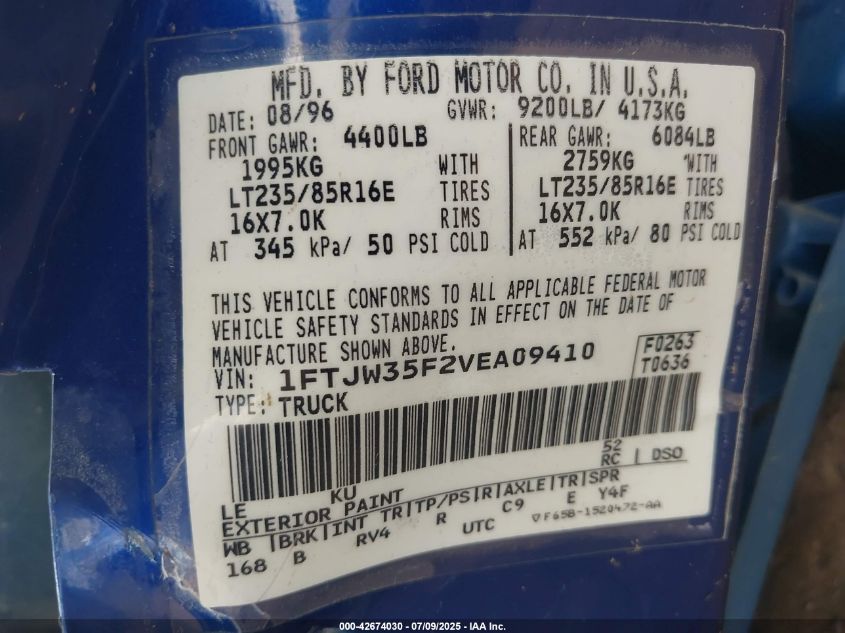 MFD. BY FORD MOTOR CO. IN U.S.A.
DATE: 08/96 GVWR: 9200LB/ 4173KG
FRONT GAWR: 4400LB REAR GAWR: 6084LB
1995KG WITH 2759KG WITH
LT235/85R16E TIRES LT235/85R16E TIRES
16X7.0K RIMS 16X7.0K RIMS
AT 345 kPa/ 50 PSI COLD AT 552 kPa/ 80 PSI COLD
THIS VEHICLE CONFORMS TO ALL APPLICABLE FEDERAL MOTOR
VEHICLE SAFETY STANDARDS IN EFFECT ON THE DATE OF
MANUFACTURE SHOWN ABOVE.
VIN: 1FTJW35F2VEA09410 F0263
TYPE: TRUCK T0636
52
LE KU RC DSO
EXTERIOR PAINT
WB |BRK|INT TR|TP/PS|R|AXLE|TR|SPR
168 B RV4 R C9 E Y4F
UTC ▽F65B-1520472-AA
000-42674030 - 07/09/2025 - IAA Inc.